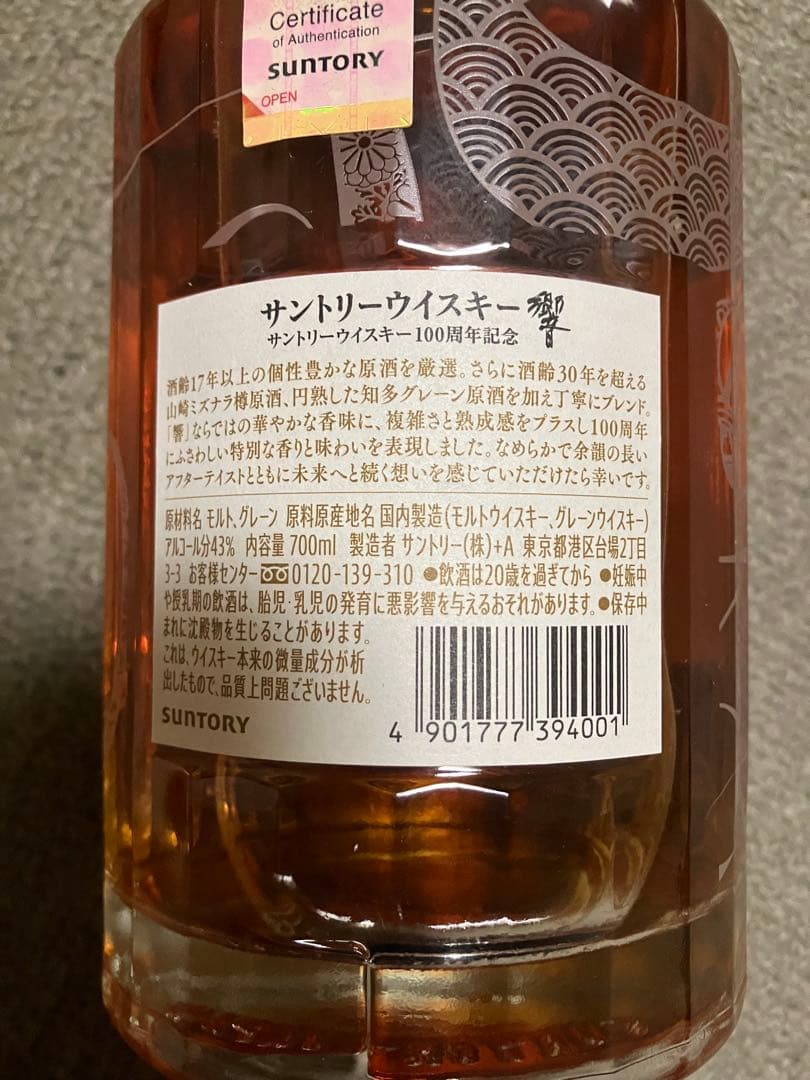 Certificate
of Authentication
SUNTORY
OPEN
サントリーウイスキー 響
サントリーウイスキー100周年記念
酒齢17年以上の個性豊かな原酒を厳選。さらに酒齢30年を超える
山崎ミズナラ樽原酒、円熟した知多グレーン原酒を加え丁寧にブレンド。
「響」ならではの華やかな香味に、複雑さと熟成感をプラスし100周年
にふさわしい特別な香りと味わいを表現しました。なめらかで余韻の長い
アフターテイストとともに未来へと続く想いを感じていただけたら幸いです。
原材料名 モルト、グレーン 原料原産地名 国内製造(モルトウイスキー、グレーンウイスキー)
アルコール分43% 内容量 700ml 製造者 サントリー(株)+A 東京都港区台場2丁目
3-3 お客様センター 0120-139-310 ●飲酒は20歳を過ぎてから ●妊娠中
や授乳期の飲酒は、胎児・乳児の発育に悪影響を与えるおそれがあります。●保存中
まれに沈殿物を生じることがあります。
これは、ウイスキー本来の微量成分が析
出したもので、品質上問題ございません。
SUNTORY
4 901777 394001